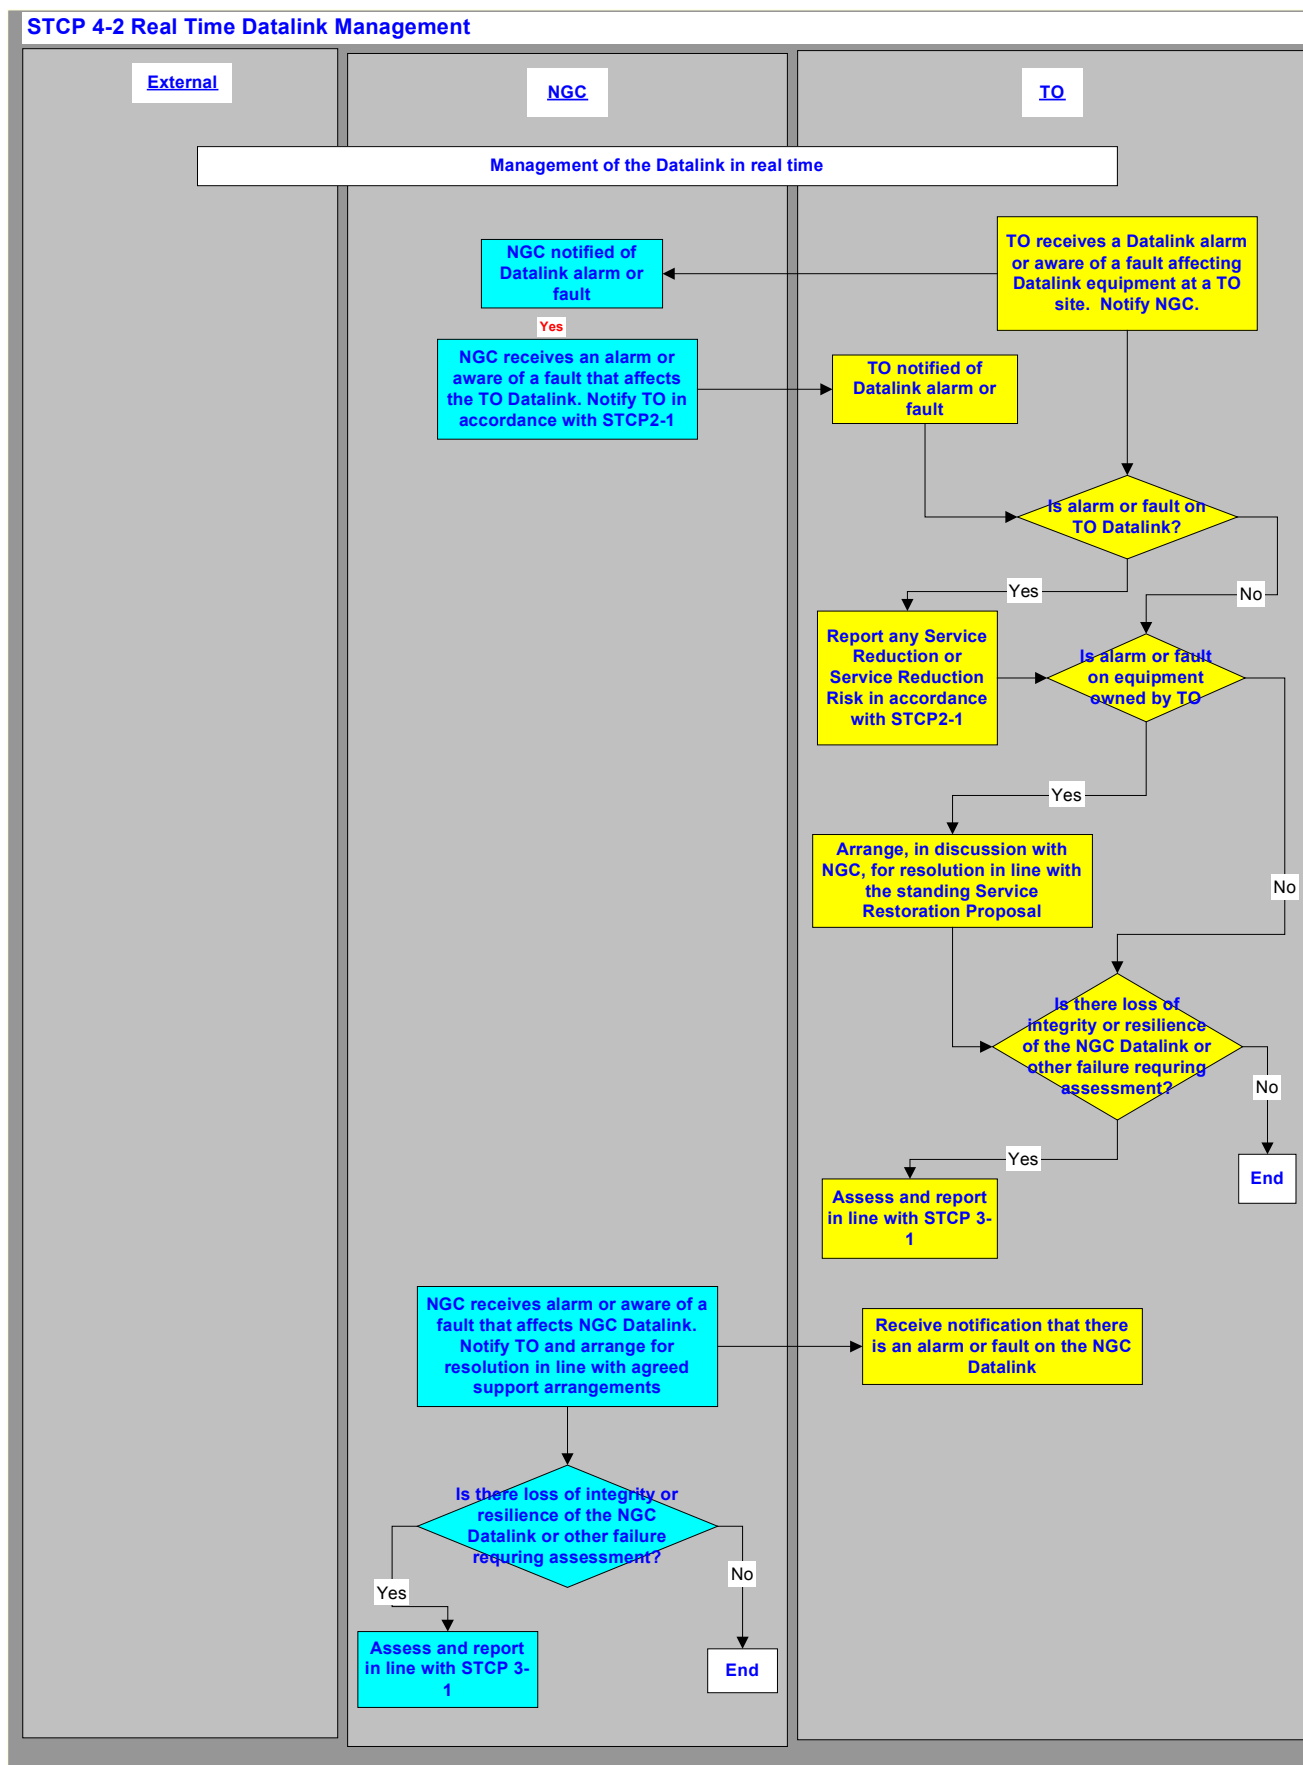 STCP 4-2 Real Time Datalink Management
External
NGC
TO
Management of the Datalink in real time
NGC notified of
Datalink alarm or
fault
TO receives a Datalink alarm
or aware of a fault affecting
Datalink equipment at a TO
site.  Notify NGC.
Yes
NGC receives an alarm or
aware of a fault that affects
the TO Datalink. Notify TO in
accordance with STCP2-1
TO notified of
Datalink alarm or
fault
Is alarm or fault on
TO Datalink?
Yes
No
Report any Service
Reduction or
Service Reduction
Risk in accordance
with STCP2-1
Is alarm or fault
on equipment
owned by TO
Yes
No
Arrange, in discussion with
NGC, for resolution in line with
the standing Service
Restoration Proposal
Is there loss of
integrity or resilience
of the NGC Datalink or
other failure requring
assessment?
No
Yes
End
Assess and report
in line with STCP 3-
1
NGC receives alarm or aware of a
fault that affects NGC Datalink.
Notify TO and arrange for
resolution in line with agreed
support arrangements
Receive notification that there
is an alarm or fault on the NGC
Datalink
Is there loss of integrity or
resilience of the NGC
Datalink or other failure
requring assessment?
Yes
No
Assess and report
in line with STCP 3-
1
End